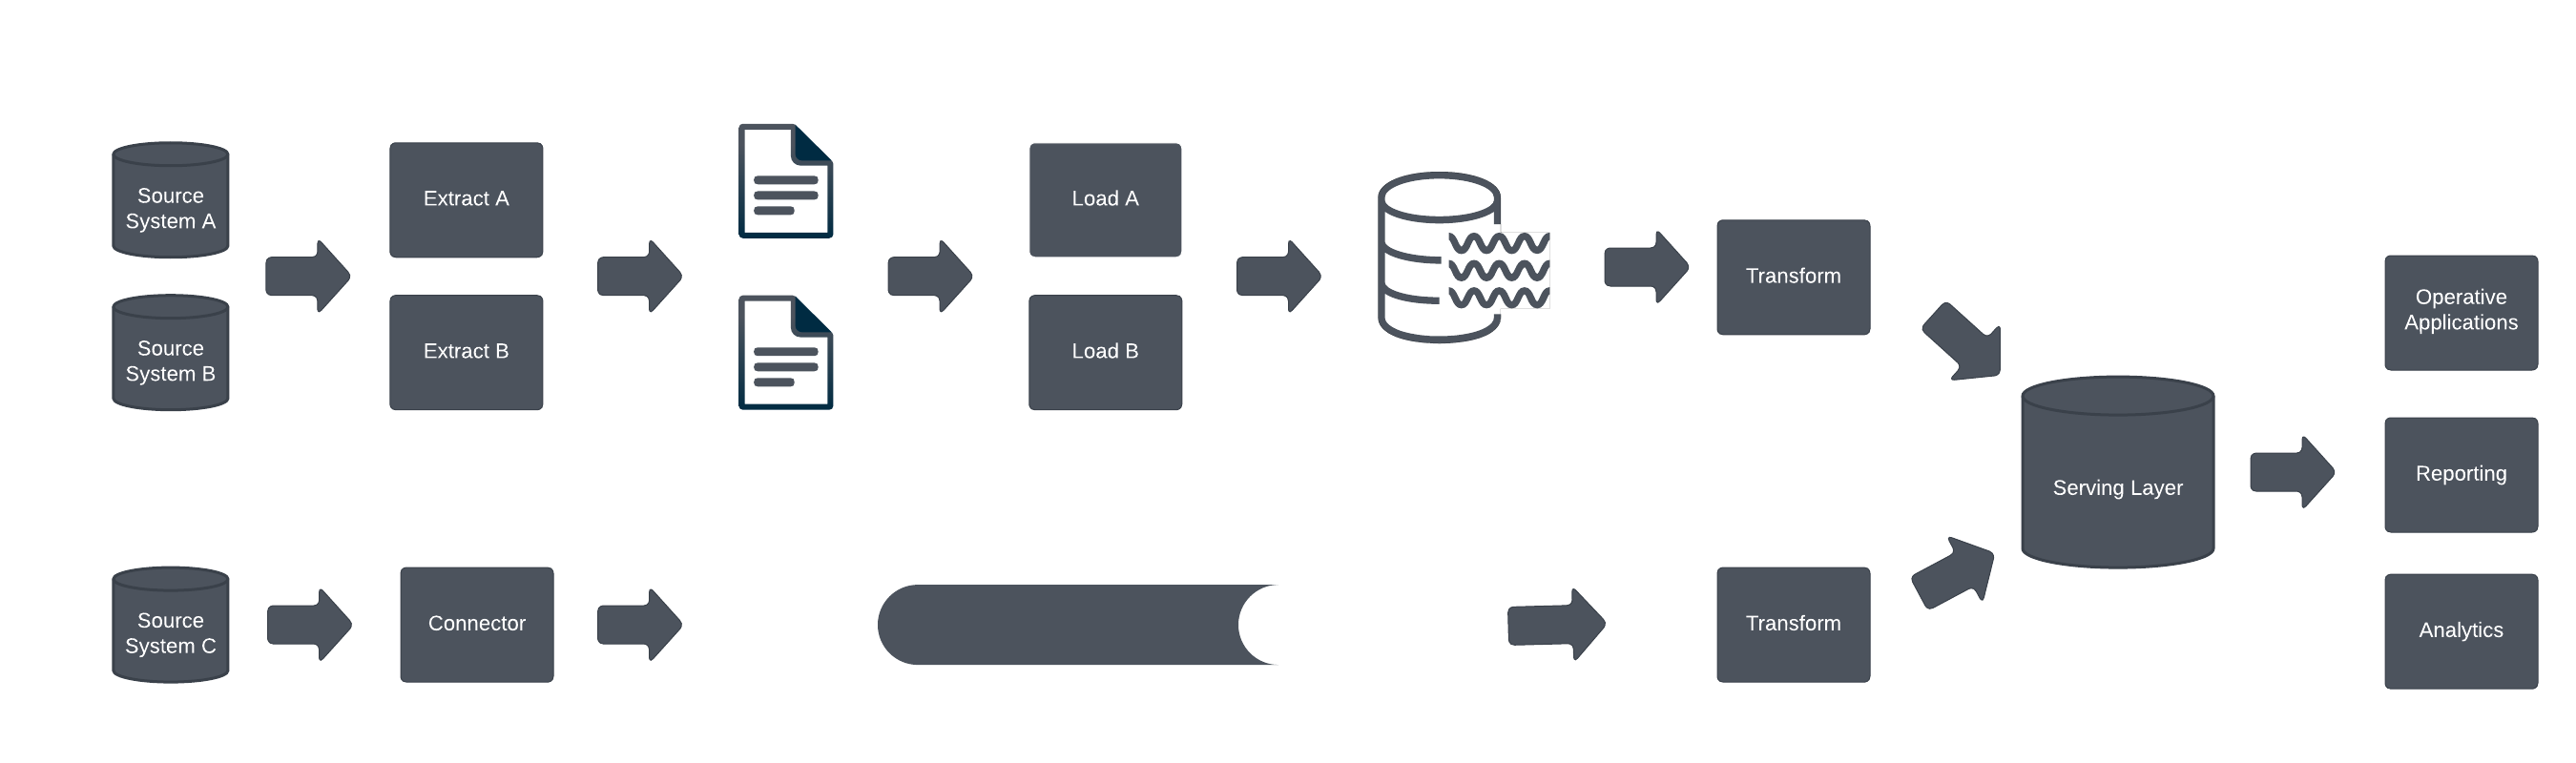 Source
System A
Extract A
Load A
Source
System B
Extract B
Load B
Transform
Source
System C
Connector
Transform
Serving Layer
Operative
Applications
Reporting
Analytics